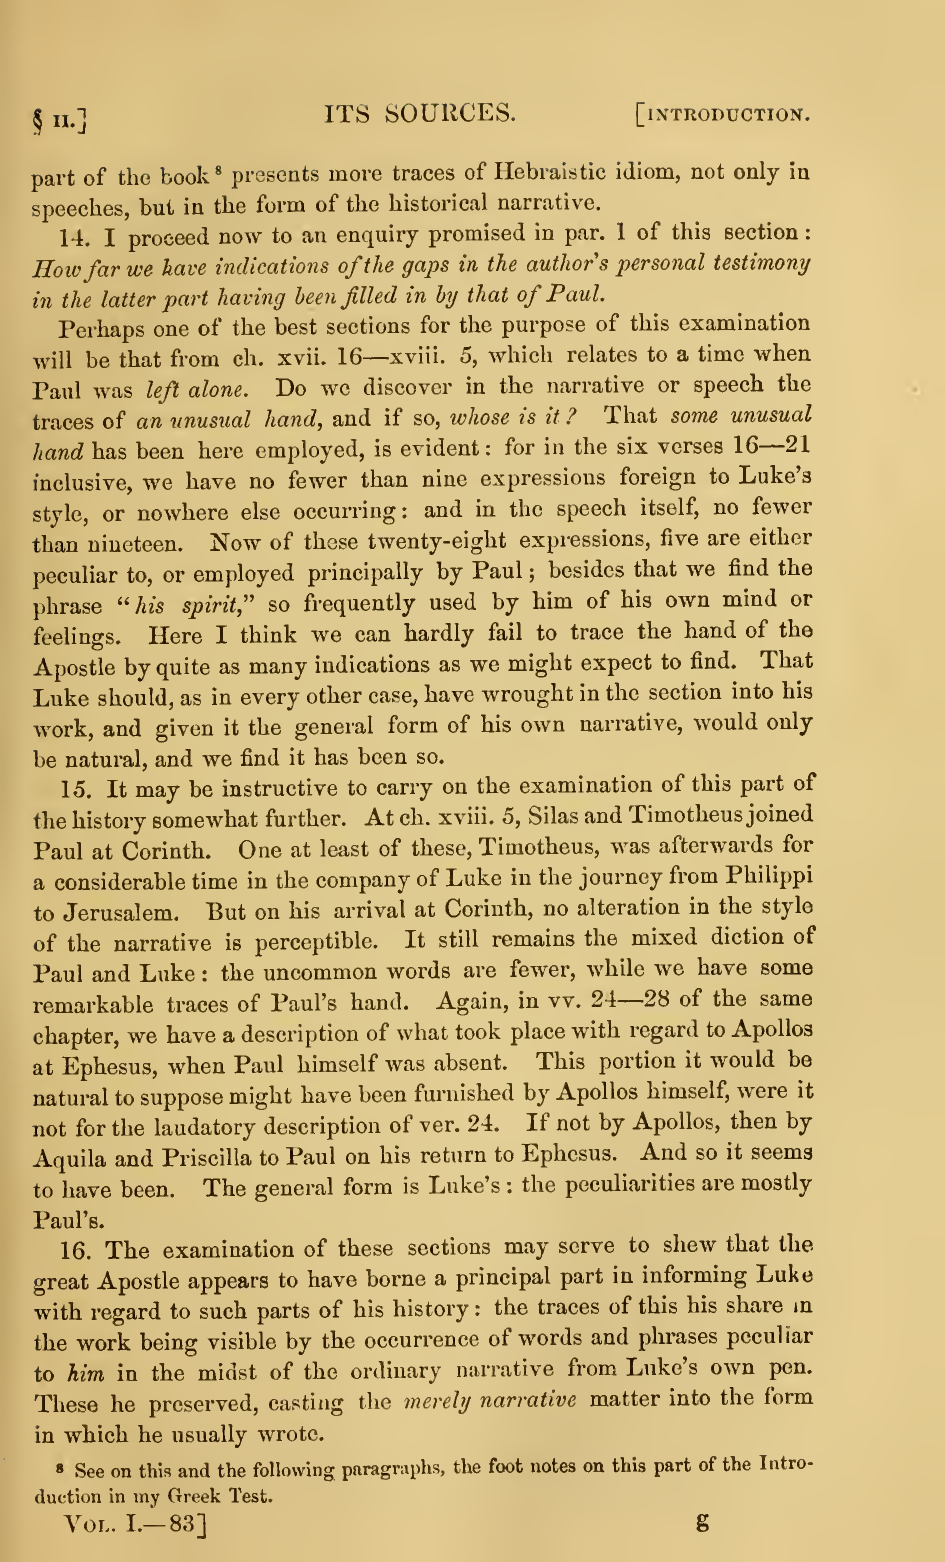 § II.] ITS SOURCES. [INTRODUCTION.
part of the book⁸ presents more traces of Hebraistic idiom, not only in
speeches, but in the form of the historical narrative.
14. I proceed now to an enquiry promised in par. 1 of this section:
How far we have indications of the gaps in the author's personal testimony
in the latter part having been filled in by that of Paul.
Perhaps one of the best sections for the purpose of this examination
will be that from ch. xvii. 16—xviii. 5, which relates to a time when
Paul was left alone. Do we discover in the narrative or speech the
traces of an unusual hand, and if so, whose is it? That some unusual
hand has been here employed, is evident: for in the six verses 16—21
inclusive, we have no fewer than nine expressions foreign to Luke's
style, or nowhere else occurring: and in the speech itself, no fewer
than nineteen. Now of these twenty-eight expressions, five are either
peculiar to, or employed principally by Paul; besides that we find the
phrase "his spirit," so frequently used by him of his own mind or
feelings. Here I think we can hardly fail to trace the hand of the
Apostle by quite as many indications as we might expect to find. That
Luke should, as in every other case, have wrought in the section into his
work, and given it the general form of his own narrative, would only
be natural, and we find it has been so.
15. It may be instructive to carry on the examination of this part of
the history somewhat further. At ch. xviii. 5, Silas and Timotheus joined
Paul at Corinth. One at least of these, Timotheus, was afterwards for
a considerable time in the company of Luke in the journey from Philippi
to Jerusalem. But on his arrival at Corinth, no alteration in the style
of the narrative is perceptible. It still remains the mixed diction of
Paul and Luke: the uncommon words are fewer, while we have some
remarkable traces of Paul's hand. Again, in vv. 24—28 of the same
chapter, we have a description of what took place with regard to Apollos
at Ephesus, when Paul himself was absent. This portion it would be
natural to suppose might have been furnished by Apollos himself, were it
not for the laudatory description of ver. 24. If not by Apollos, then by
Aquila and Priscilla to Paul on his return to Ephesus. And so it seems
to have been. The general form is Luke's: the peculiarities are mostly
Paul's.
16. The examination of these sections may serve to shew that the
great Apostle appears to have borne a principal part in informing Luke
with regard to such parts of his history: the traces of this his share in
the work being visible by the occurrence of words and phrases peculiar
to him in the midst of the ordinary narrative from Luke's own pen.
These he preserved, casting the merely narrative matter into the form
in which he usually wrote.
⁸ See on this and the following paragraphs, the foot notes on this part of the Intro-
duction in my Greek Test.
VOL. I.—83] g